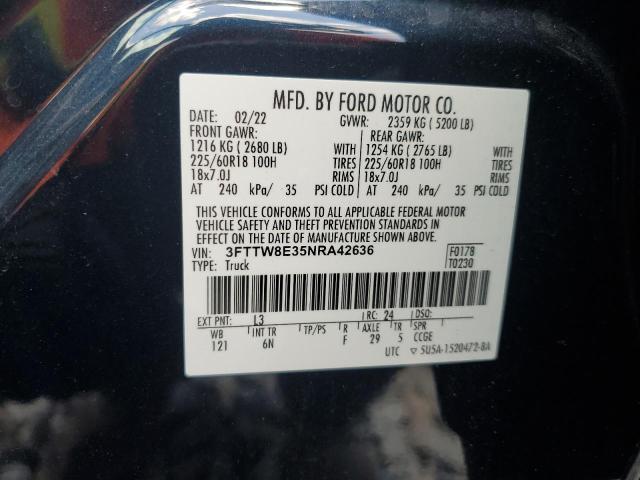 MFD. BY FORD MOTOR CO.
DATE: 02/22 GVWR: 2359 KG (5200 LB)
FRONT GAWR: REAR GAWR:
1216 KG (2680 LB) WITH 1254 KG (2765 LB) WITH
225/60R18 100H TIRES 225/60R18 100H TIRES
18x7.0J RIMS 18x7.0J RIMS
AT 240 kPa/ 35 PSI COLD AT 240 kPa/ 35 PSI COLD
THIS VEHICLE CONFORMS TO ALL APPLICABLE FEDERAL MOTOR
VEHICLE SAFETY AND THEFT PREVENTION STANDARDS IN
EFFECT ON THE DATE OF MANUFACTURE SHOWN ABOVE.
VIN: 3FTTW8E35NRA42636 F0178
TYPE: Truck T0230
EXT PNT: L3 RC: 24 DSO:
WB INT TR TP/PS R AXLE TR SPR
121 6N F 29 5 CCGE
UTC ▽ 5U5A-1520472-BA